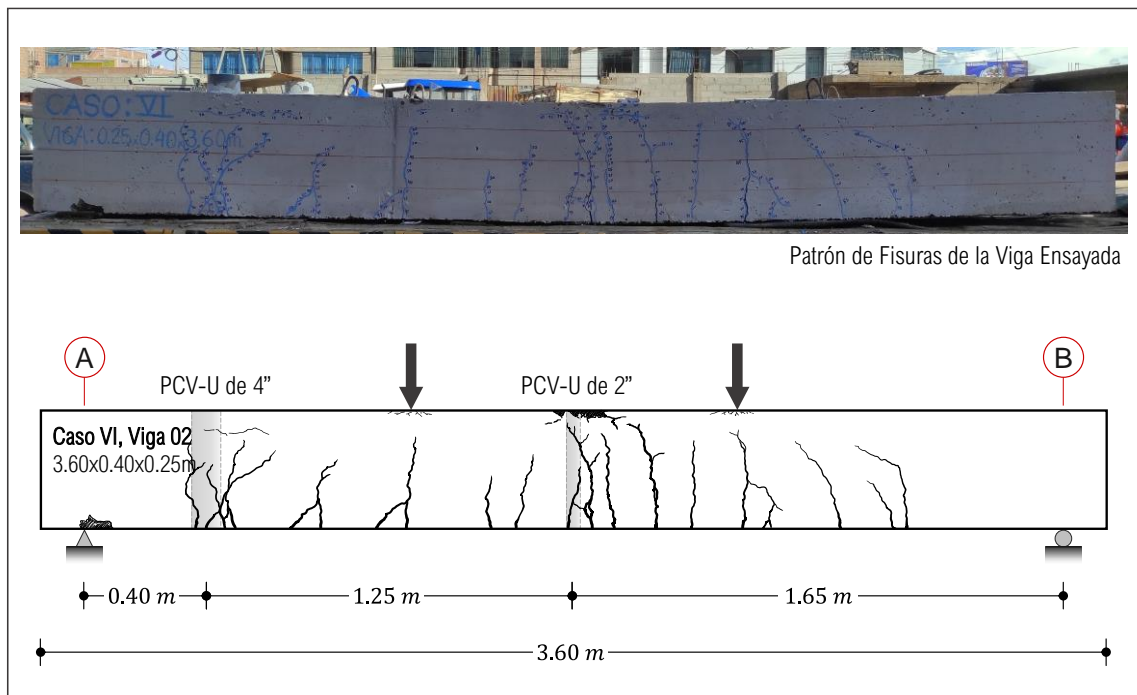 CASO: VI
VIGA: 0.25x0.40x3.60m
Patrón de Fisuras de la Viga Ensayada
A
B
PCV-U de 4”
PCV-U de 2”
Caso VI, Viga 02
3.60x0.40x0.25m
0.40 m
1.25 m
1.65 m
3.60 m